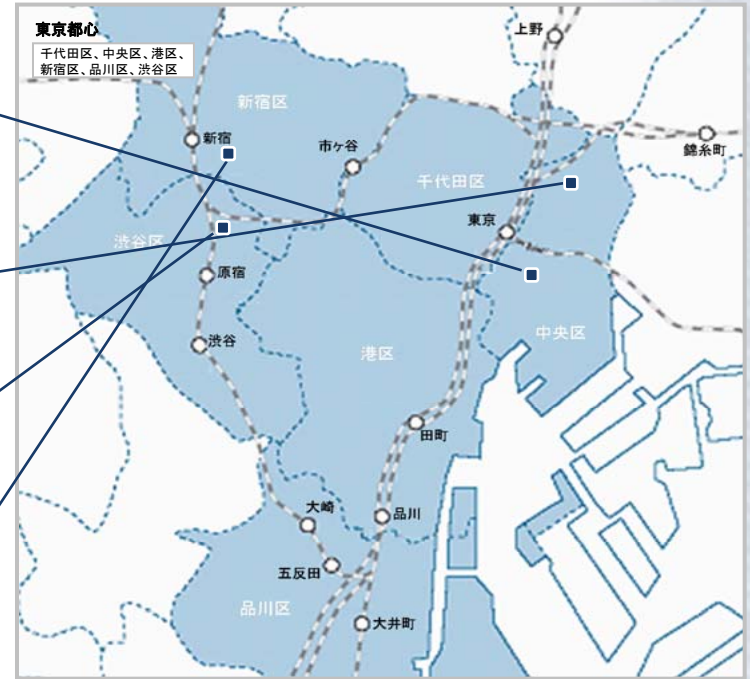 東京都心
千代田区、中央区、港区、
新宿区、品川区、渋谷区
上野
新宿区
新宿
市ヶ谷
錦糸町
千代田区
東京
渋谷区
原宿
中央区
渋谷
港区
田町
大崎
品川
五反田
品川区
大井町